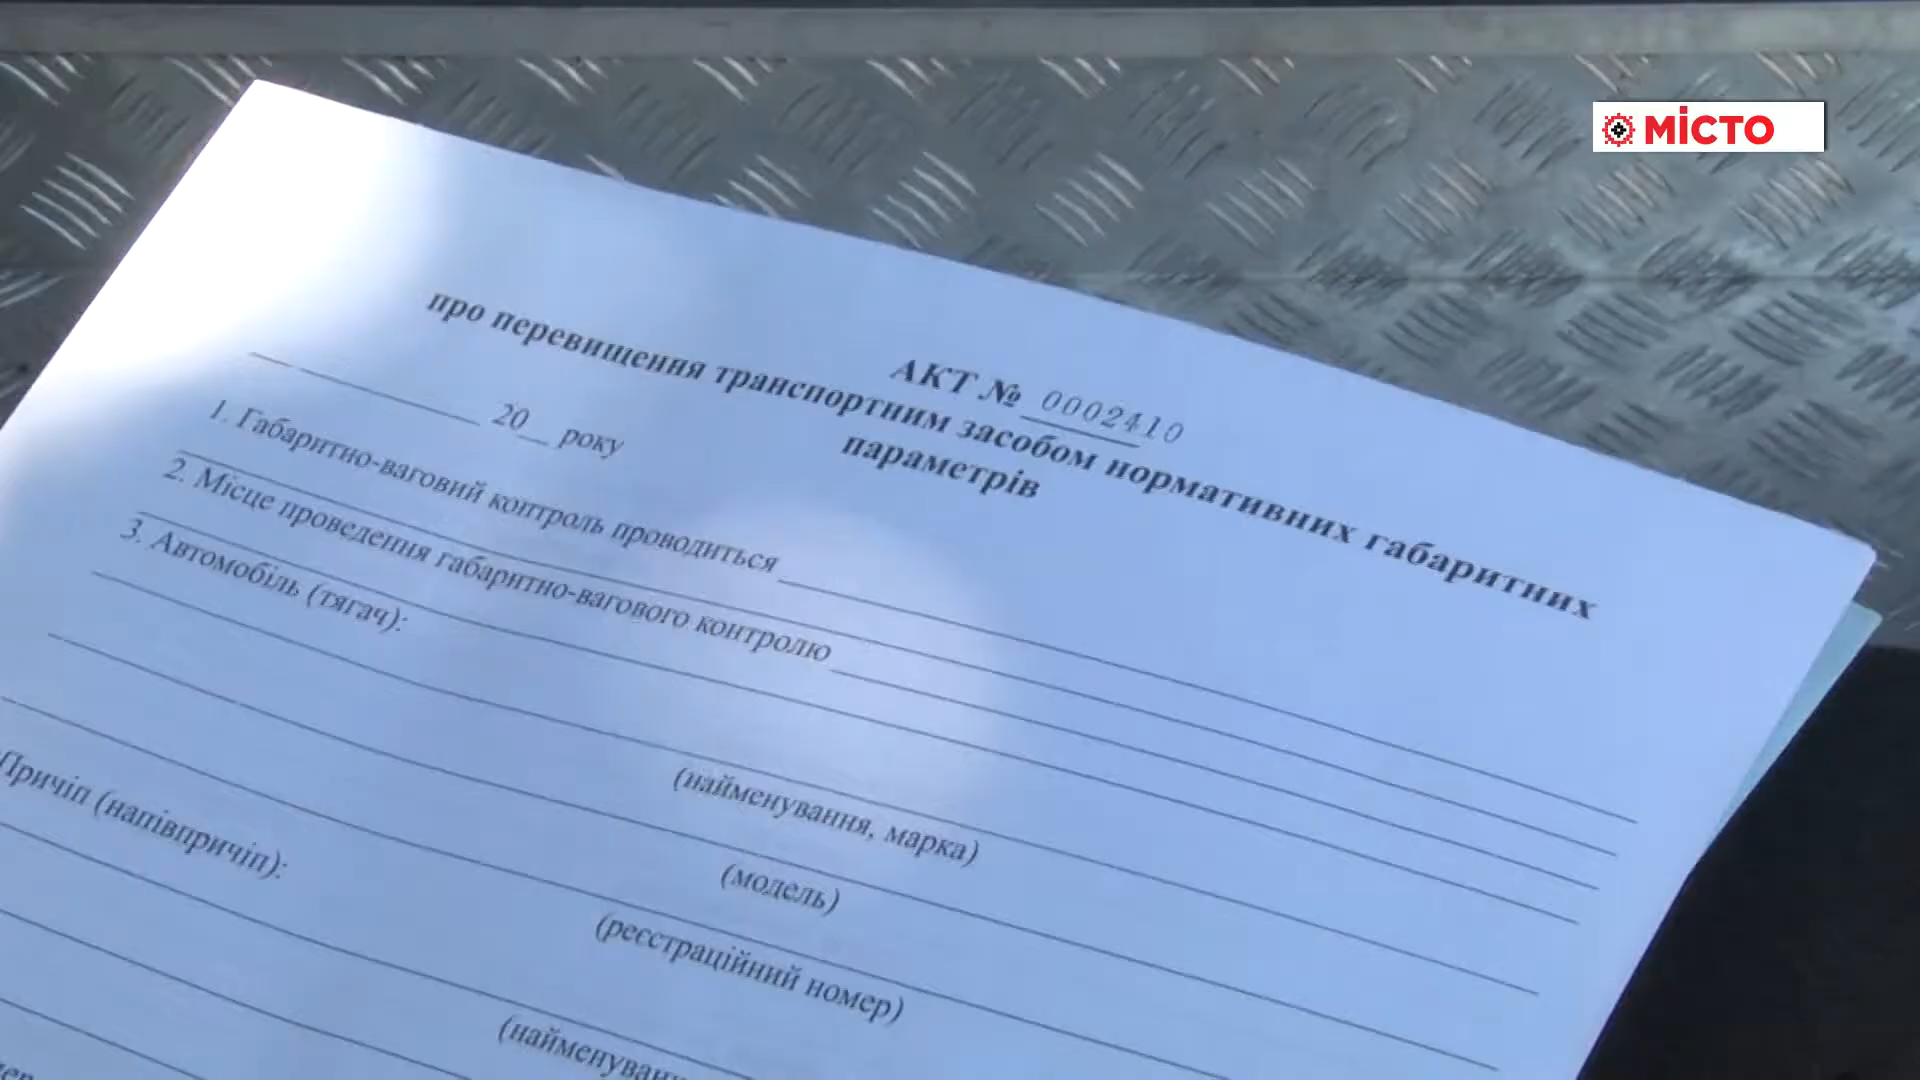 МІСТО
АКТ № 0002410
про перевищення транспортним засобом нормативних габаритних
параметрів
20__ року
1. Габаритно-ваговий контроль проводиться
2. Місце проведення габаритно-вагового контролю
3. Автомобіль (тягач):
(найменування, марка)
(модель)
(реєстраційний номер)
Причіп (напівпричіп):